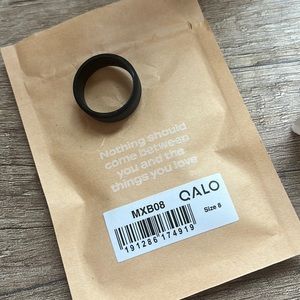 Nothing should
come between
you and the
things you love
MXB08
QALO
191286 174919
Size 8